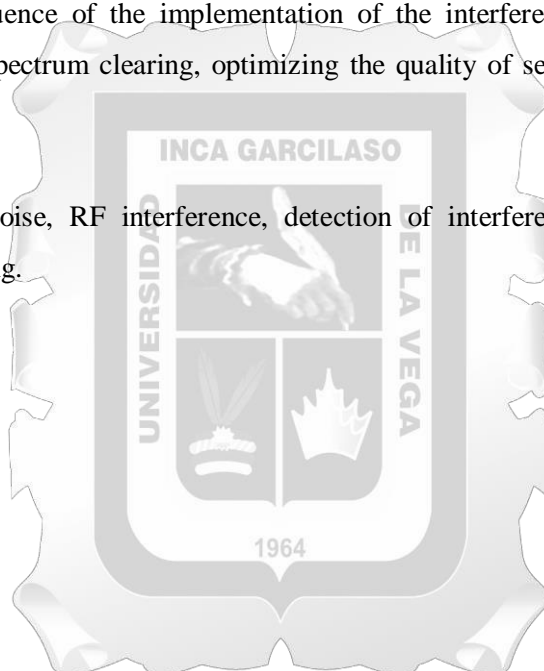 uence of the implementation of the interfere
pectrum clearing, optimizing the quality of se
oise, RF interference, detection of interfere
g.
INCA GARCILASO
UNIVERSIDAD
DE LA VEGA
1964